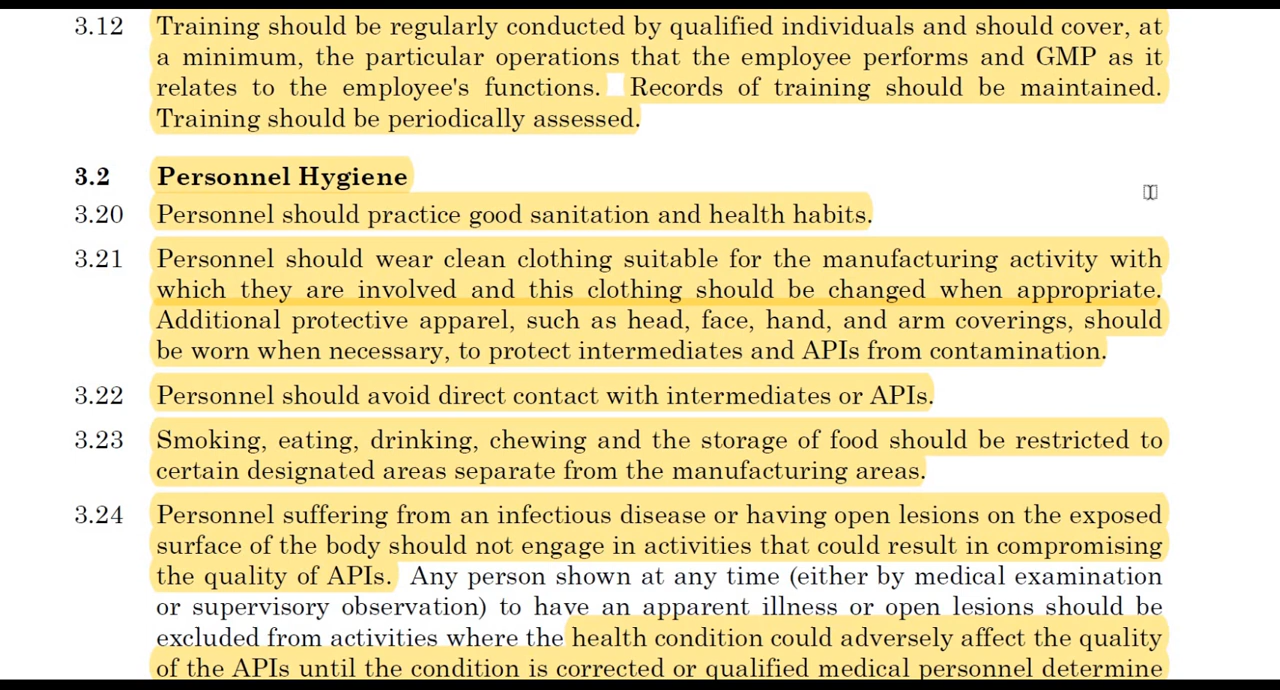 3.12 Training should be regularly conducted by qualified individuals and should cover, at
a minimum, the particular operations that the employee performs and GMP as it
relates to the employee's functions. Records of training should be maintained.
Training should be periodically assessed.
3.2 Personnel Hygiene
3.20 Personnel should practice good sanitation and health habits.
3.21 Personnel should wear clean clothing suitable for the manufacturing activity with
which they are involved and this clothing should be changed when appropriate.
Additional protective apparel, such as head, face, hand, and arm coverings, should
be worn when necessary, to protect intermediates and APIs from contamination.
3.22 Personnel should avoid direct contact with intermediates or APIs.
3.23 Smoking, eating, drinking, chewing and the storage of food should be restricted to
certain designated areas separate from the manufacturing areas.
3.24 Personnel suffering from an infectious disease or having open lesions on the exposed
surface of the body should not engage in activities that could result in compromising
the quality of APIs. Any person shown at any time (either by medical examination
or supervisory observation) to have an apparent illness or open lesions should be
excluded from activities where the health condition could adversely affect the quality
of the APIs until the condition is corrected or qualified medical personnel determine